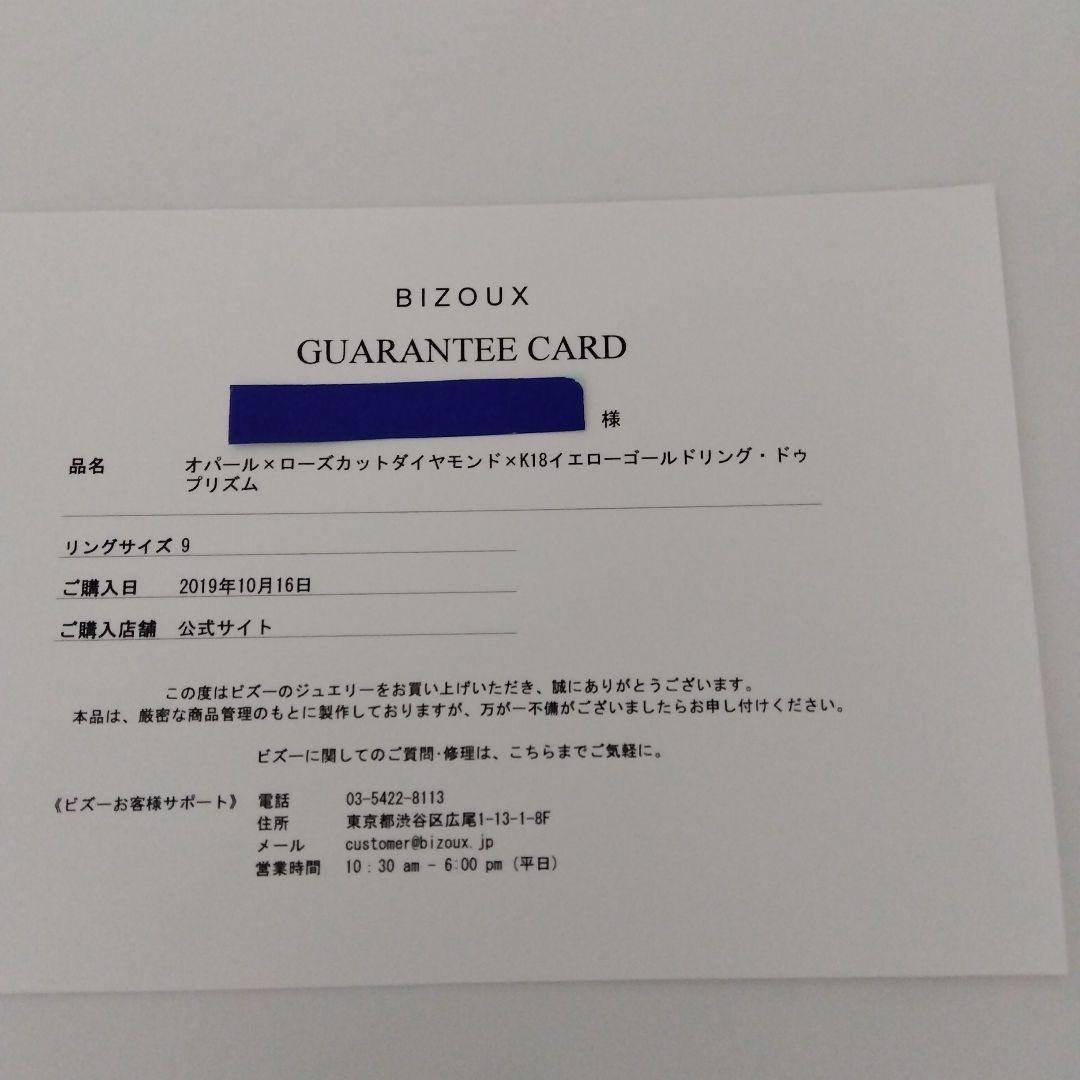 BIZOUX
GUARANTEE CARD
様
品名 オパール×ローズカットダイヤモンド×K18イエローゴールドリング・ドゥ
プリズム
リングサイズ 9
ご購入日 2019年10月16日
ご購入店舗 公式サイト
この度はビズーのジュエリーをお買い上げいただき、誠にありがとうございます。
本品は、厳密な商品管理のもとに製作しておりますが、万が一不備がございましたらお申し付けください。
ビズーに関してのご質問･修理は、こちらまでご気軽に。
《ビズーお客様サポート》 電話 03-5422-8113
住所 東京都渋谷区広尾1-13-1-8F
メール customer@bizoux.jp
営業時間 10：30 am - 6:00 pm (平日)